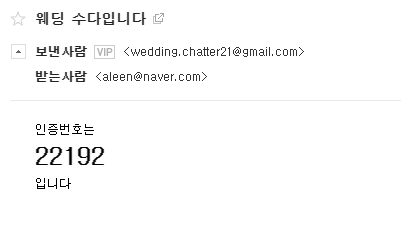 웨딩 수다입니다
보낸사람 VIP <wedding.chatter21@gmail.com>
받는사람 <aleen@naver.com>
인증번호는
22192
입니다